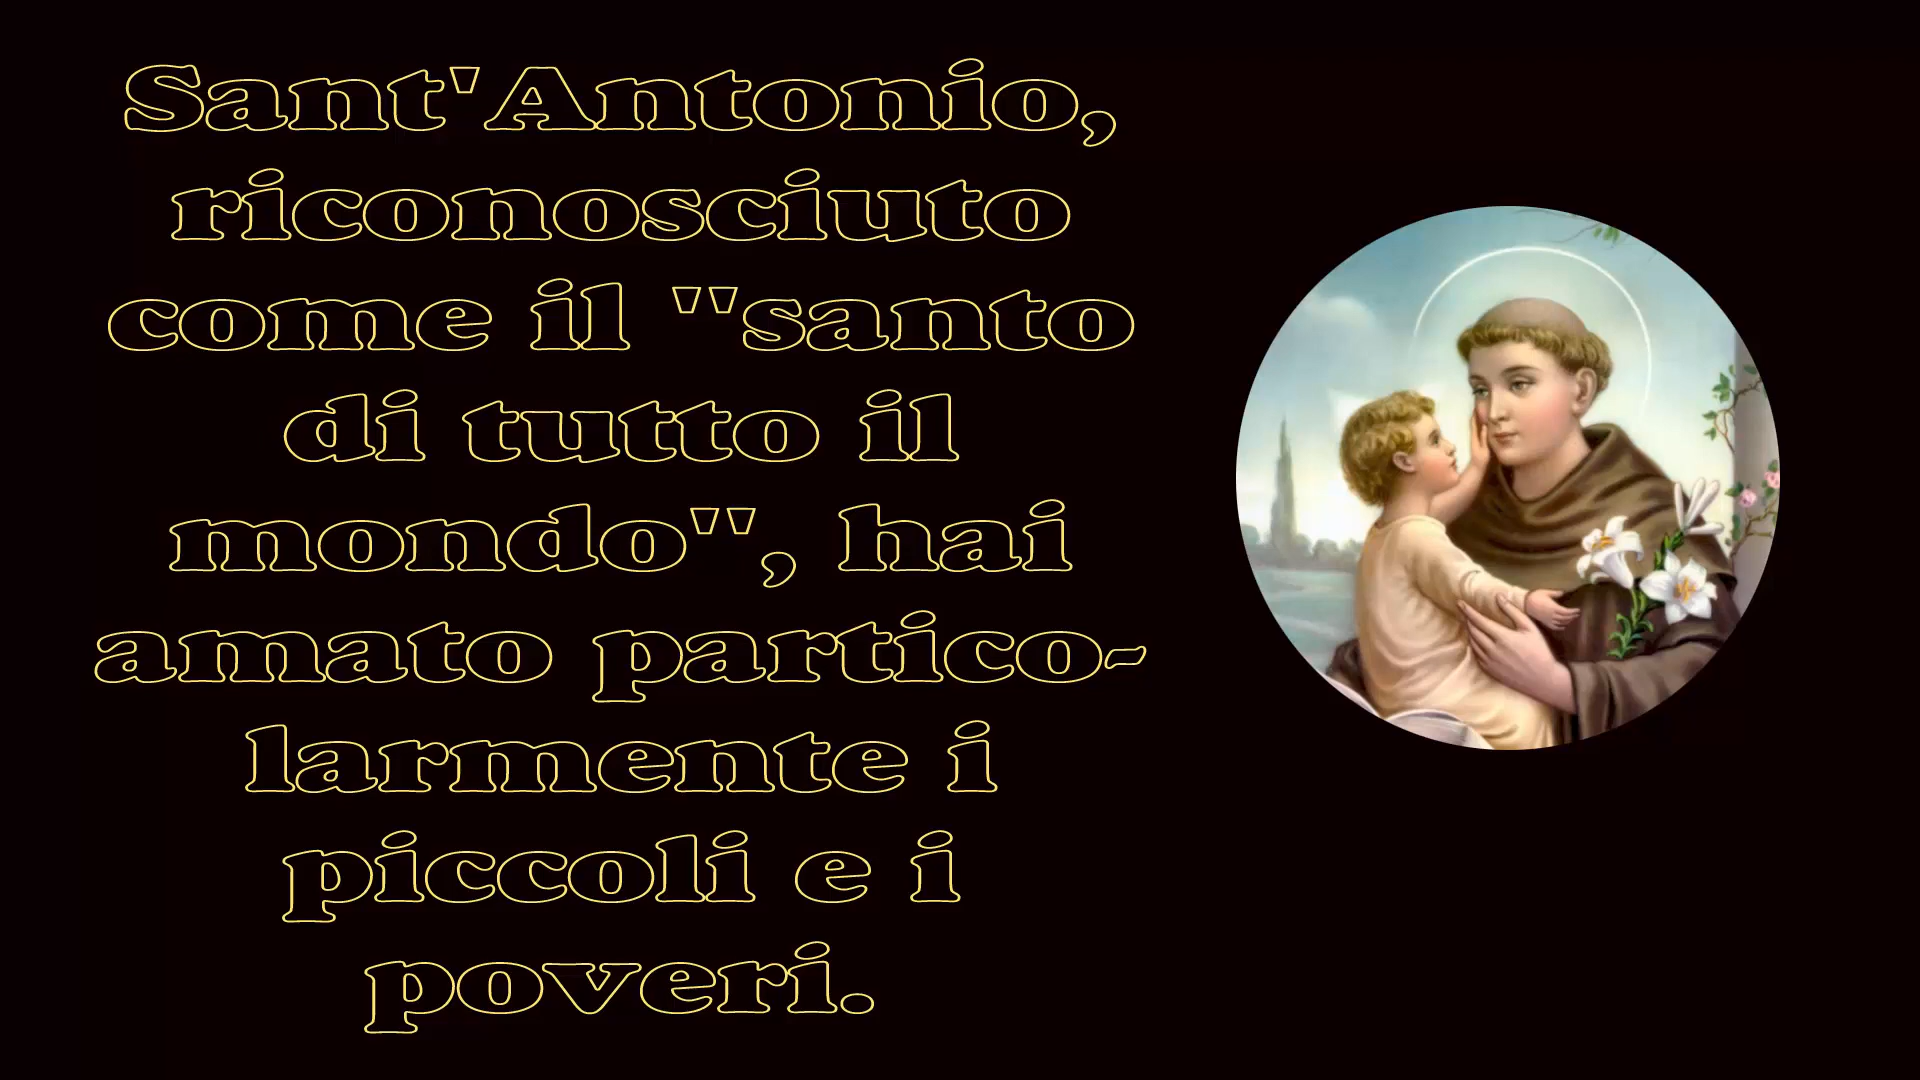 Sant'Antonio,
riconosciuto
come il "santo
di tutto il
mondo", hai
amato partico-
larmente i
piccoli e i
poveri.